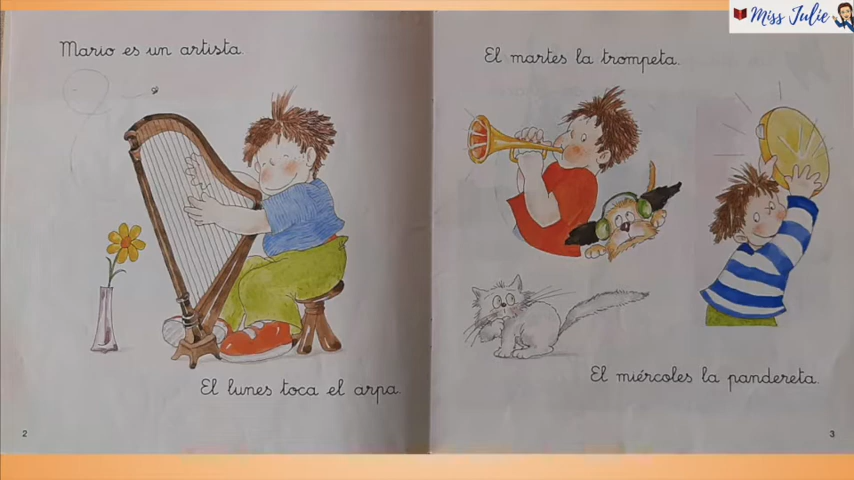 Mario es un artista.
El lunes toca el arpa.
2
El martes la trompeta.
El miércoles la pandereta.
3
Miss Julie